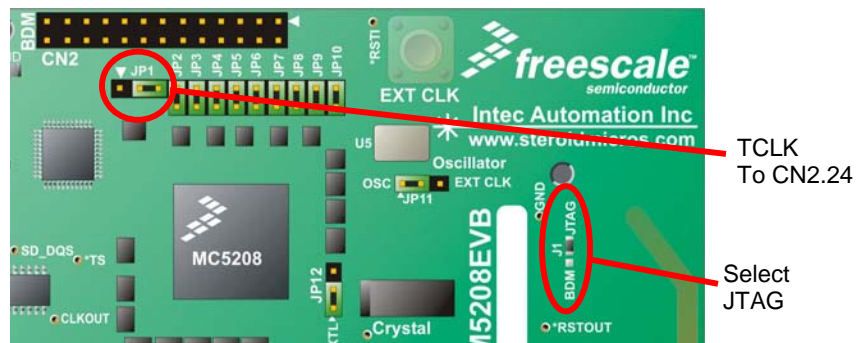 BDM
CN2
JP1
JP2
JP3
JP4
JP5
JP6
JP7
JP8
JP9
JP10
*RSTI
EXT CLK
freescale™
semiconductor
Intec Automation Inc
www.steroidmicros.com
U5
Oscillator
OSC
EXT CLK
JP11
GND
JTAG
J1
BDM
TCLK
To CN2.24
Select
JTAG
SD_DQS
*TS
MC5208
CLKOUT
JP12
XTL
Crystal
M5208EVB
*RSTOUT